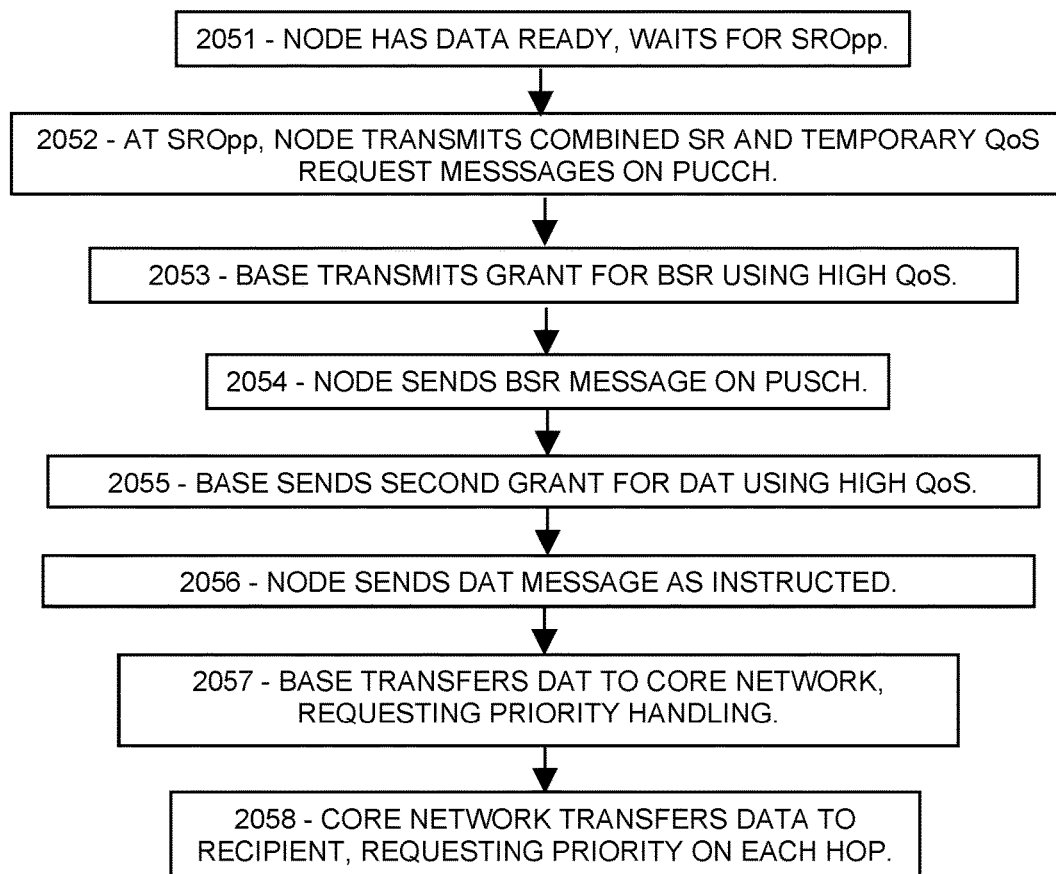 2051 - NODE HAS DATA READY, WAITS FOR SROpp.
2052 - AT SROpp, NODE TRANSMITS COMBINED SR AND TEMPORARY QoS
REQUEST MESSSAGES ON PUCCH.
2053 - BASE TRANSMITS GRANT FOR BSR USING HIGH QoS.
2054 - NODE SENDS BSR MESSAGE ON PUSCH.
2055 - BASE SENDS SECOND GRANT FOR DAT USING HIGH QoS.
2056 - NODE SENDS DAT MESSAGE AS INSTRUCTED.
2057 - BASE TRANSFERS DAT TO CORE NETWORK,
REQUESTING PRIORITY HANDLING.
2058 - CORE NETWORK TRANSFERS DATA TO
RECIPIENT, REQUESTING PRIORITY ON EACH HOP.